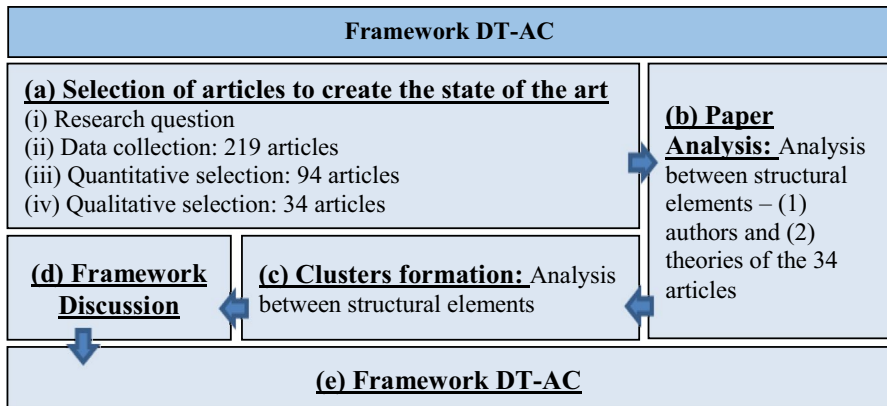 Framework DT-AC
(a) Selection of articles to create the state of the art
(i) Research question
(ii) Data collection: 219 articles
(iii) Quantitative selection: 94 articles
(iv) Qualitative selection: 34 articles
(b) Paper
Analysis: Analysis
between structural
elements – (1)
authors and (2)
theories of the 34
articles
(c) Clusters formation: Analysis
between structural elements
(d) Framework
Discussion
(e) Framework DT-AC